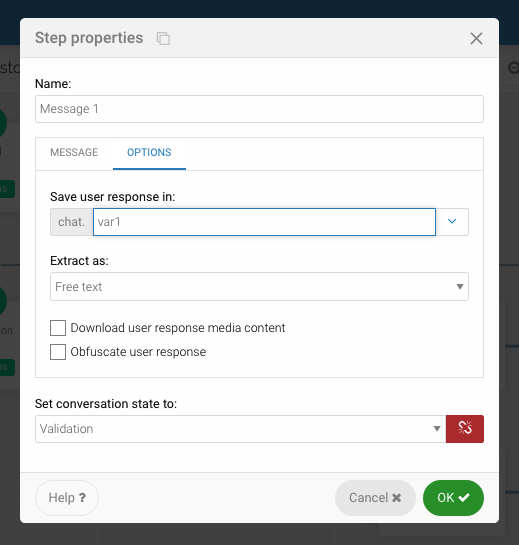 Step properties
Name:
Message 1
MESSAGE OPTIONS
Save user response in:
chat. var1
Extract as:
Free text
Download user response media content
Obfuscate user response
Set conversation state to:
Validation
Help ? Cancel OK